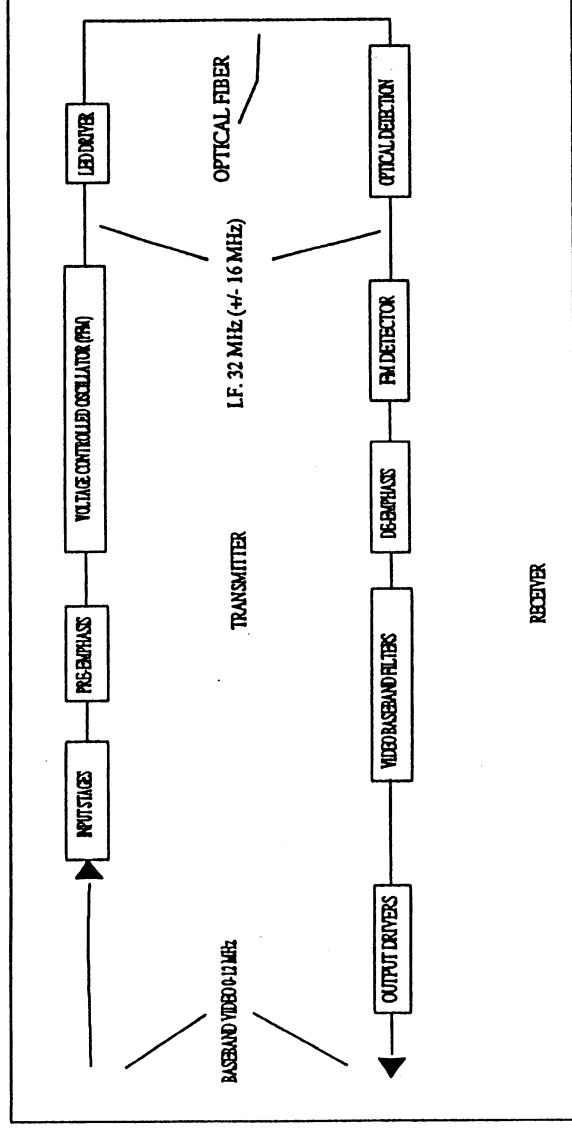 INPUT STAGES
PRE-EMPHASIS
VOLTAGE CONTROLLED OSCILLATOR (PFM)
LED DRIVER
BASEBAND VIDEO 0-12 MHz
TRANSMITTER
I.F. 32 MHz (+/- 16 MHz)
OPTICAL FIBER
OUTPUT DRIVERS
VIDEO BASEBAND FILTERS
DE-EMPHASIS
FM DETECTOR
OPTICAL DETECTION
RECEIVER